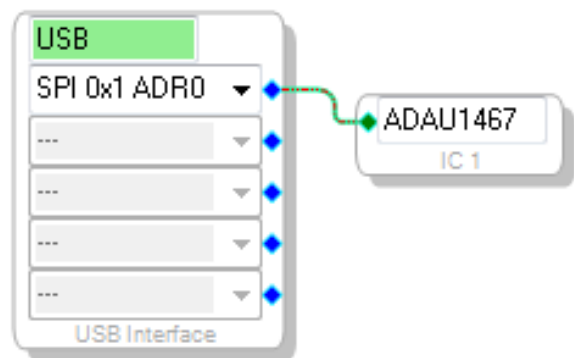 USB
SPI 0x1 ADR0
---
---
---
---
USB Interface
ADAU1467
IC 1